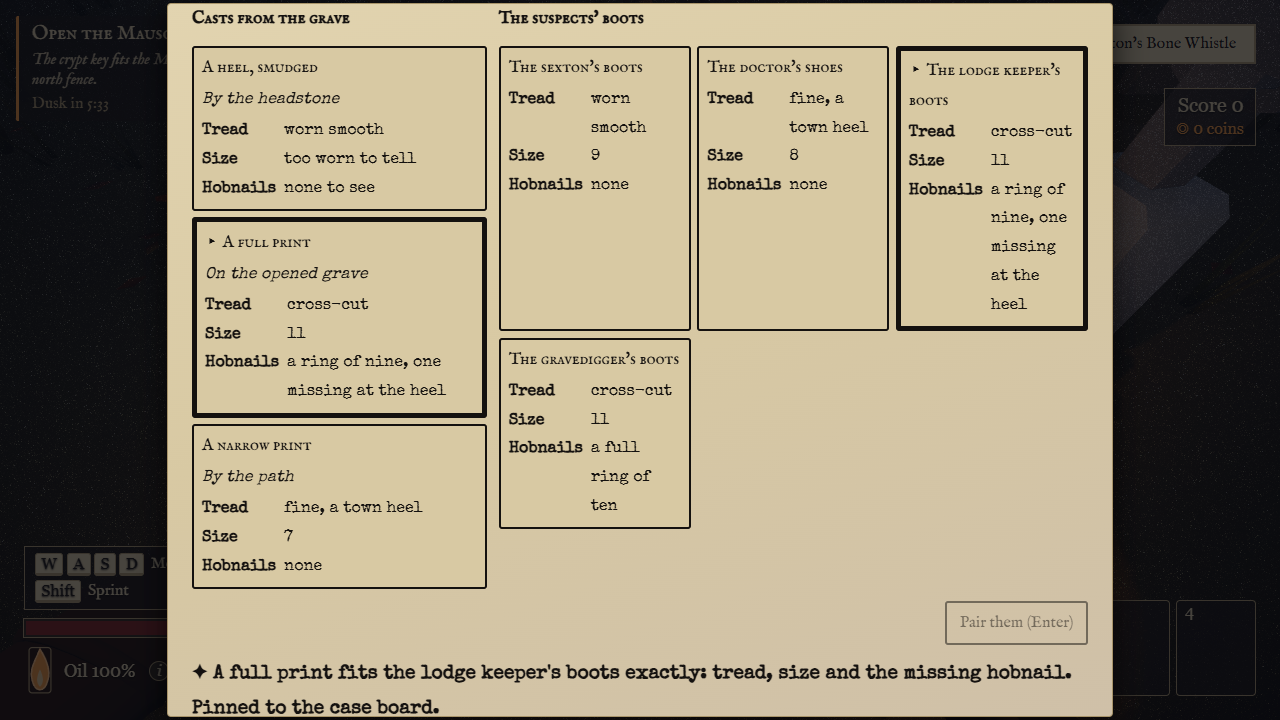 Open the Mauso
The crypt key fits the M
north fence.
Dusk in 5:33
Casts from the grave
A heel, smudged
By the headstone
Tread worn smooth
Size too worn to tell
Hobnails none to see
▸ A full print
On the opened grave
Tread cross-cut
Size 11
Hobnails a ring of nine, one
missing at the heel
A narrow print
By the path
Tread fine, a town heel
Size 7
Hobnails none
The suspects' boots
The sexton's boots
Tread worn
smooth
Size 9
Hobnails none
The doctor's shoes
Tread fine, a
town heel
Size 8
Hobnails none
▸ The lodge keeper's
boots
Tread cross-cut
Size 11
Hobnails a ring of
nine, one
missing
at the
heel
The gravedigger's boots
Tread cross-cut
Size 11
Hobnails a full
ring of
ten
Pair them (Enter)
✦ A full print fits the lodge keeper's boots exactly: tread, size and the missing hobnail.
Pinned to the case board.
ton's Bone Whistle
Score 0
0 coins
W A S D M
Shift Sprint
Oil 100% i
4